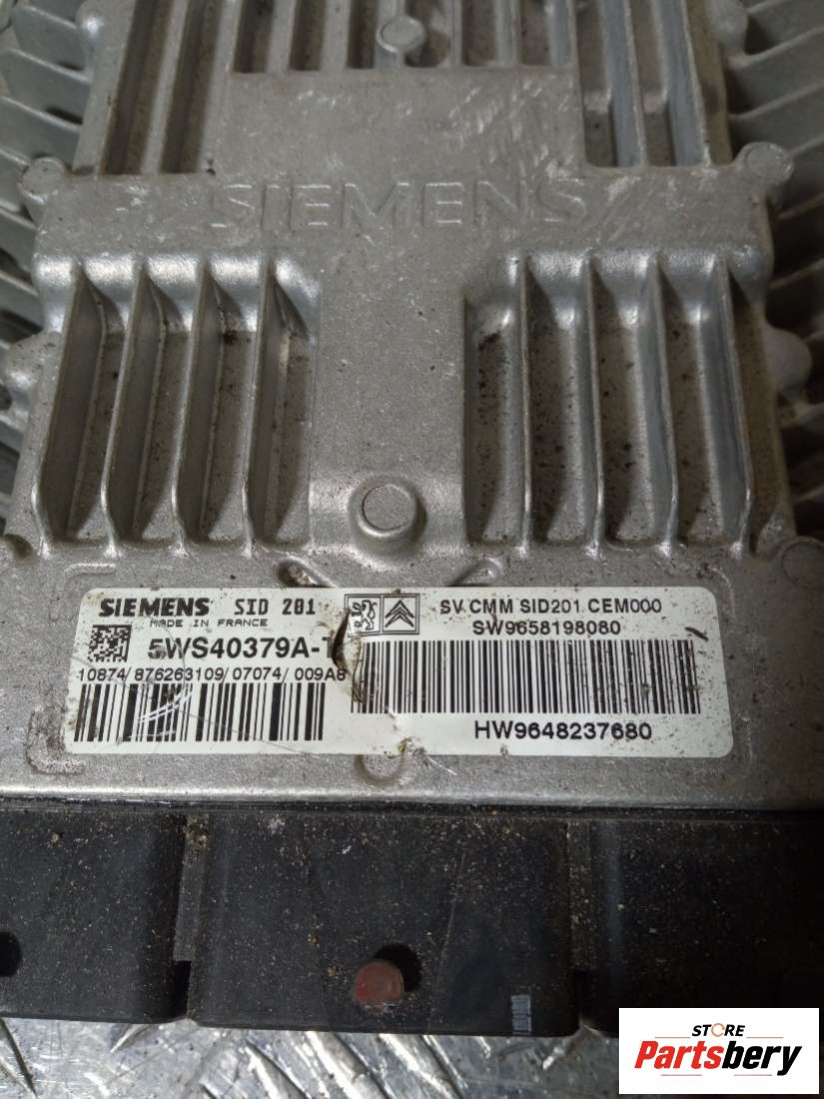 SIEMENS
SIEMENS SID 201
MADE IN FRANCE
5WS40379A-T
10874/876263109/07074/009A8
SV CMM SID201 CEM000
SW9658198080
HW9648237680
STORE
Partsbery